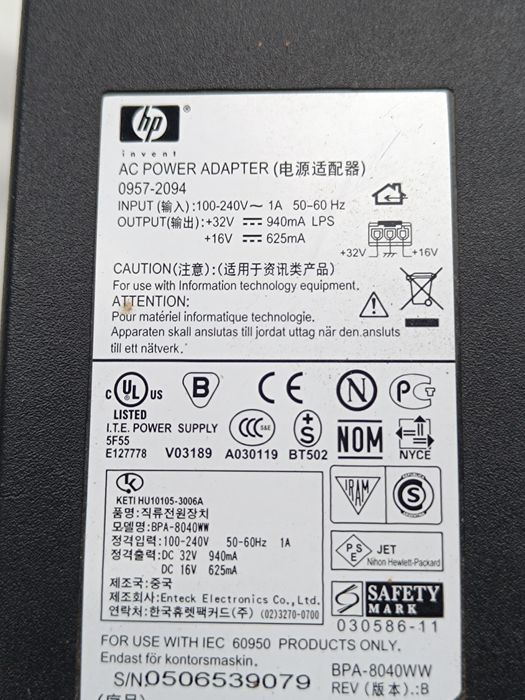 hp
invent
AC POWER ADAPTER (电源适配器)
0957-2094
INPUT (输入):100-240V~ 1A 50-60 Hz
OUTPUT(输出):+32V ⎓ 940mA LPS
+16V ⎓ 625mA
+32V +16V
CAUTION(注意):(适用于资讯类产品)
For use with Information technology equipment.
ATTENTION:
Pour matériel informatique technologie.
Apparaten skall anslutas till jordat uttag när den.ansluts
till ett nätverk.
c UL US B CE N PC
LISTED
I.T.E. POWER SUPPLY
5F55
E127778 V03189 A030119 BT502 NOM NYCE
CCC S&E
+S
KETI HU10105-3006A
품명:직류전원장치
모델명:BPA-8040WW
정격입력:100-240V 50-60Hz 1A
정격출력:DC 32V 940mA
DC 16V 625mA
제조국:중국
제조회사:Enteck Electronics Co.,Ltd.
연락처:한국휴렛팩커드(주) (02)3270-0700
IRAM S
PSE JET
Nihon Hewlett-Packard
S SAFETY
MARK
030586-11
FOR USE WITH IEC 60950 PRODUCTS ONLY.
Endast för kontorsmaskin.
S/N0506539079
BPA-8040WW
REV (版本).:B